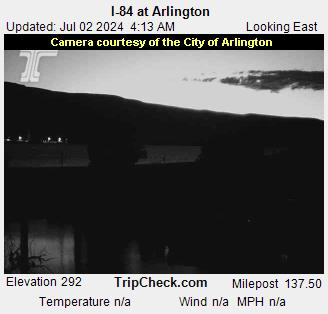 I-84 at Arlington
Updated: Jul 02 2024 4:13 AM Looking East
Camera courtesy of the City of Arlington
Elevation 292 TripCheck.com Milepost 137.50
Temperature n/a Wind n/a MPH n/a